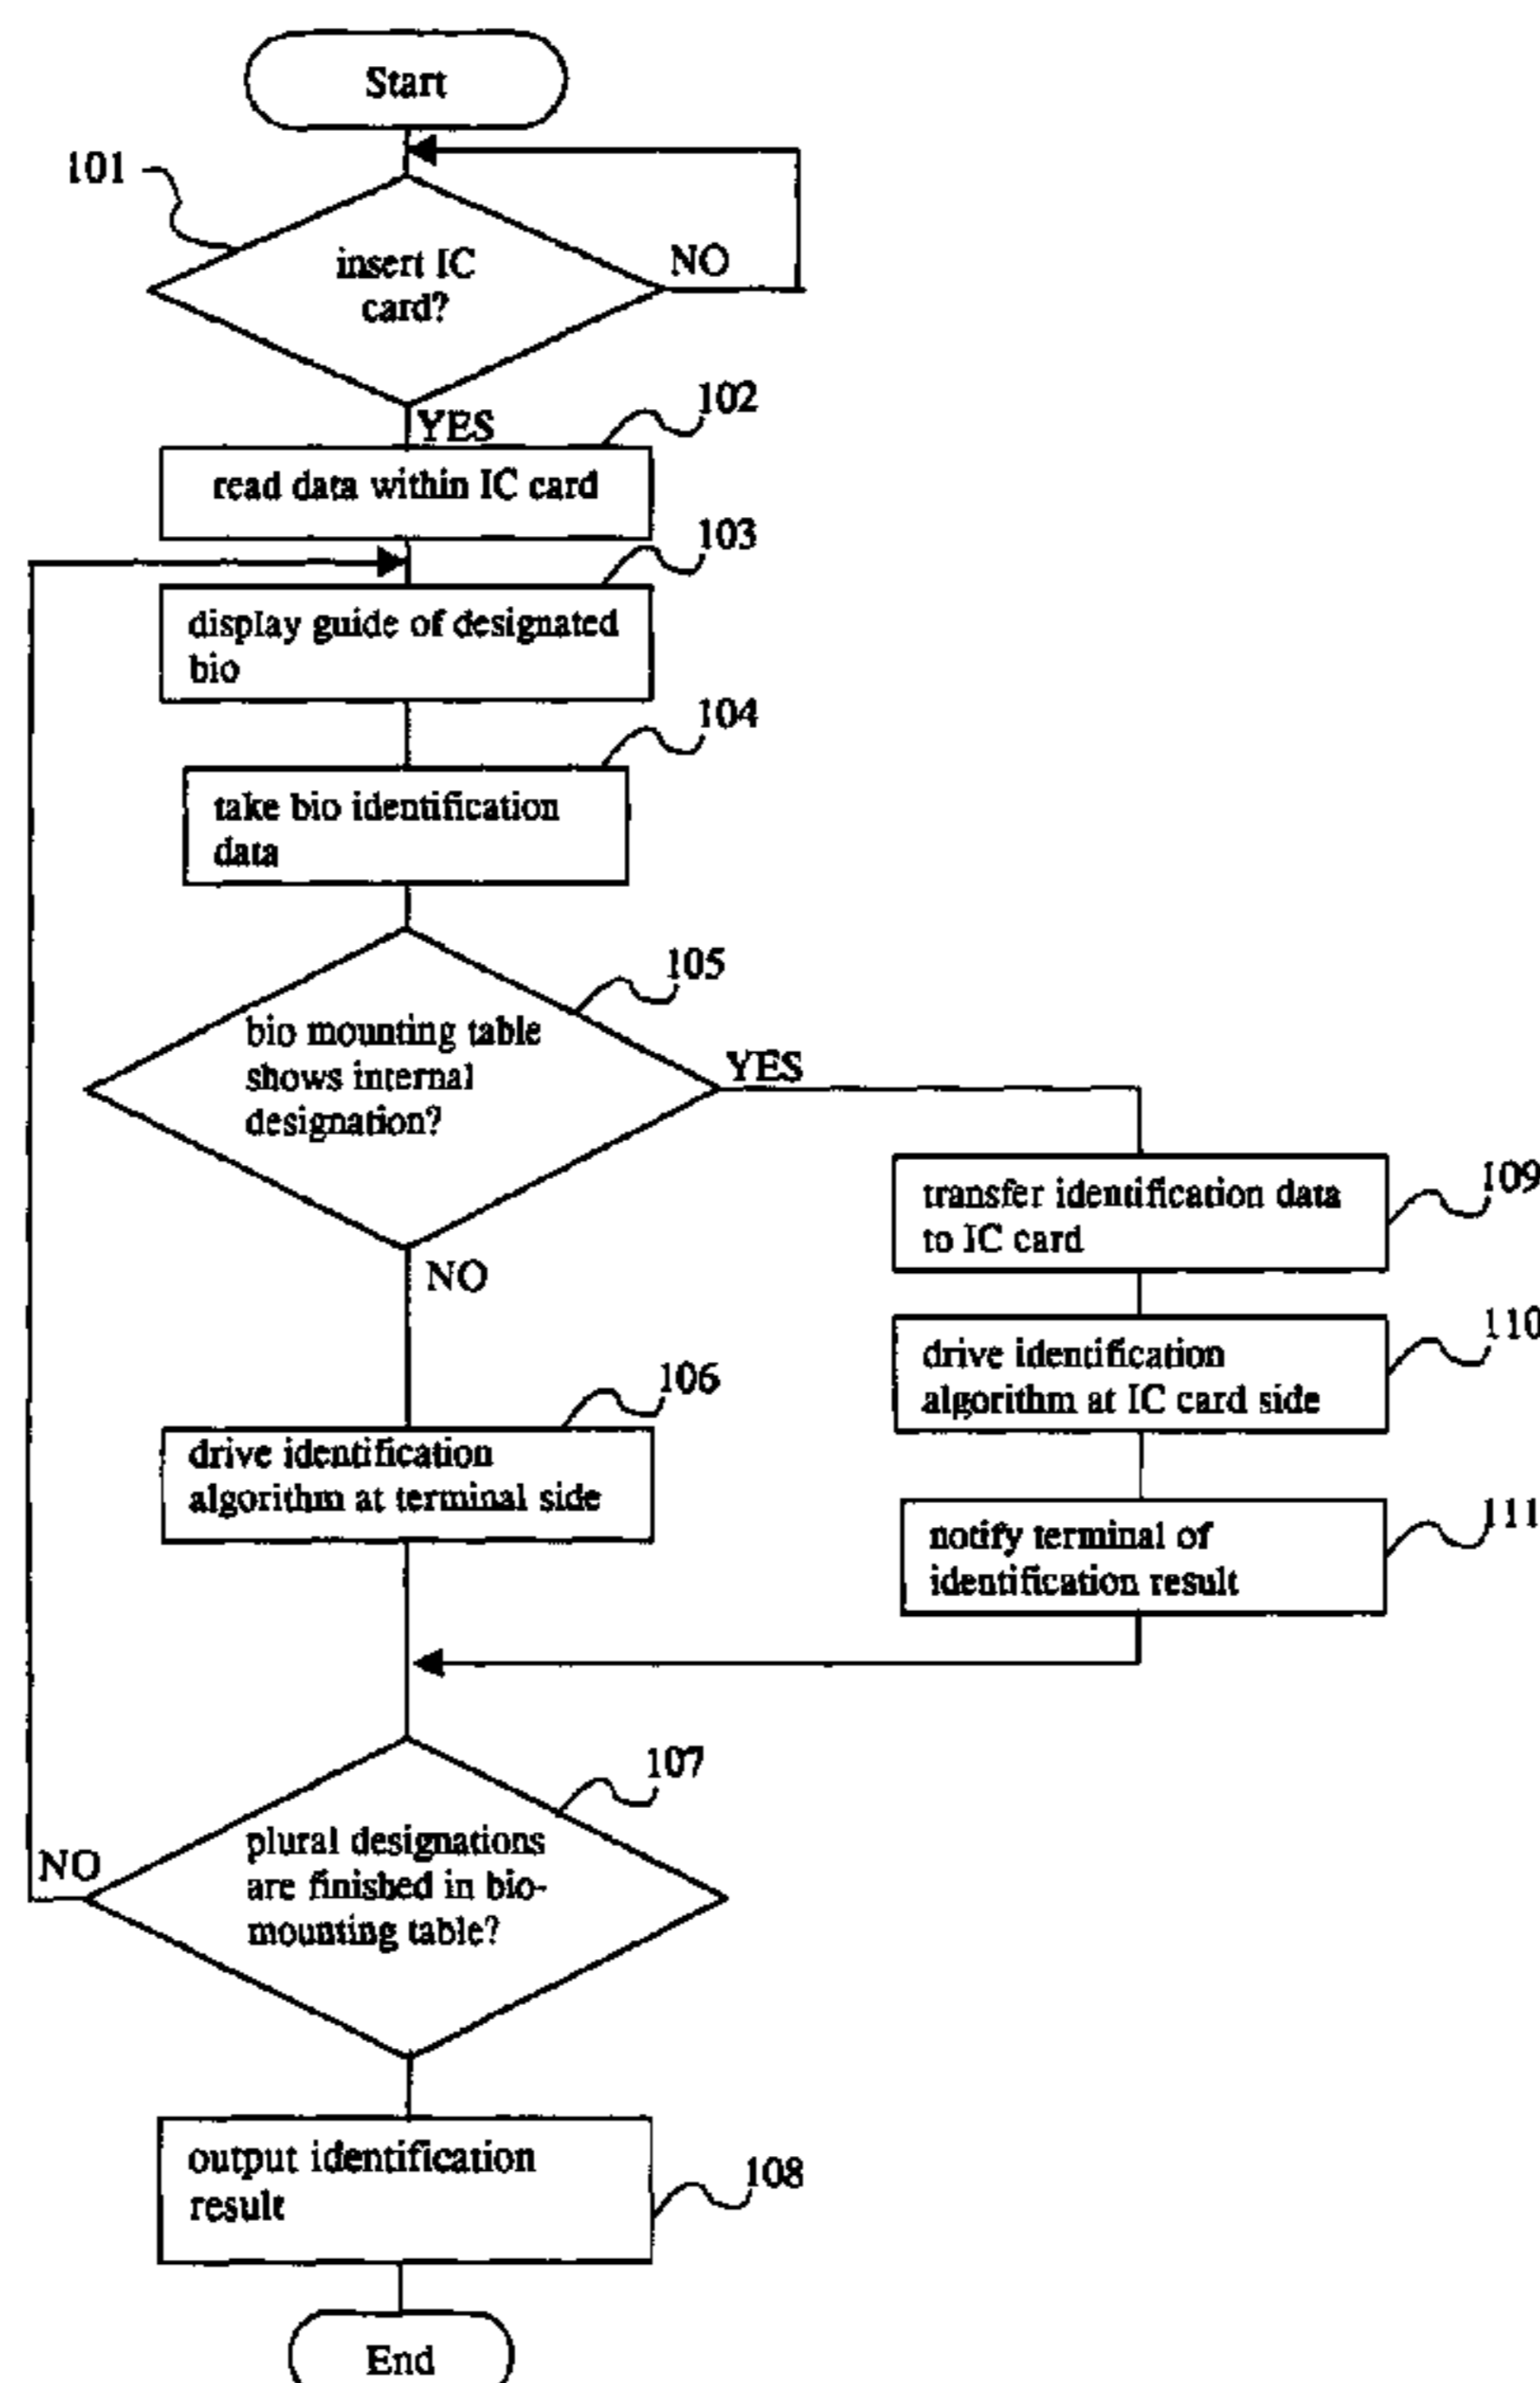 Start
101
insert IC
card?
NO
YES
102
read data within IC card
103
display guide of designated
bio
104
take bio identification
data
105
bio mounting table
shows internal
designation?
YES
NO
109
transfer identification data
to IC card
110
drive identification
algorithm at IC card side
106
drive identification
algorithm at terminal side
111
notify terminal of
identification result
107
plural designations
are finished in bio-
mounting table?
NO
output identification
result
108
End